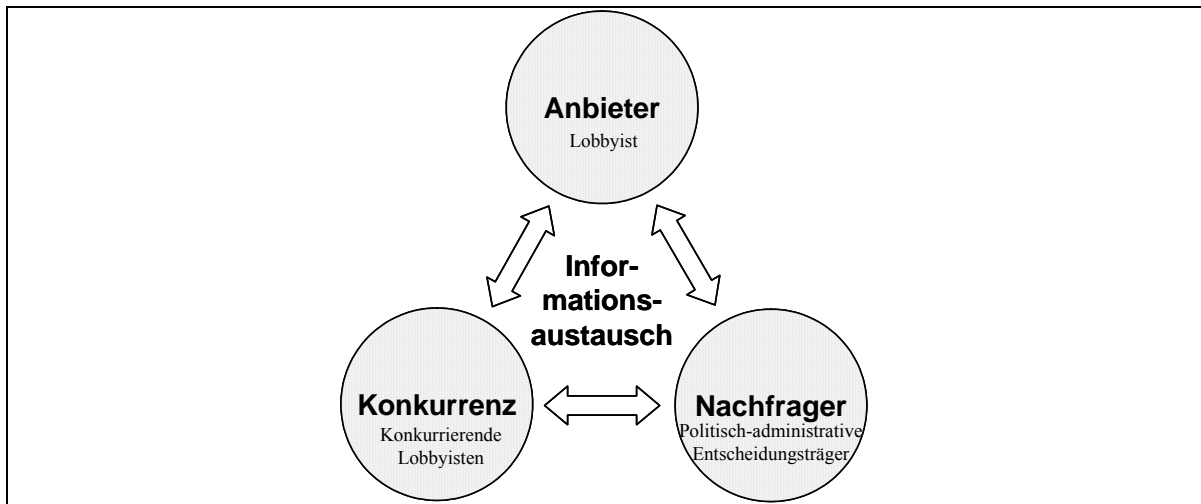 Anbieter
Lobbyist
Infor-
mations-
austausch
Konkurrenz
Konkurrierende
Lobbyisten
Nachfrager
Politisch-administrative
Entscheidungsträger